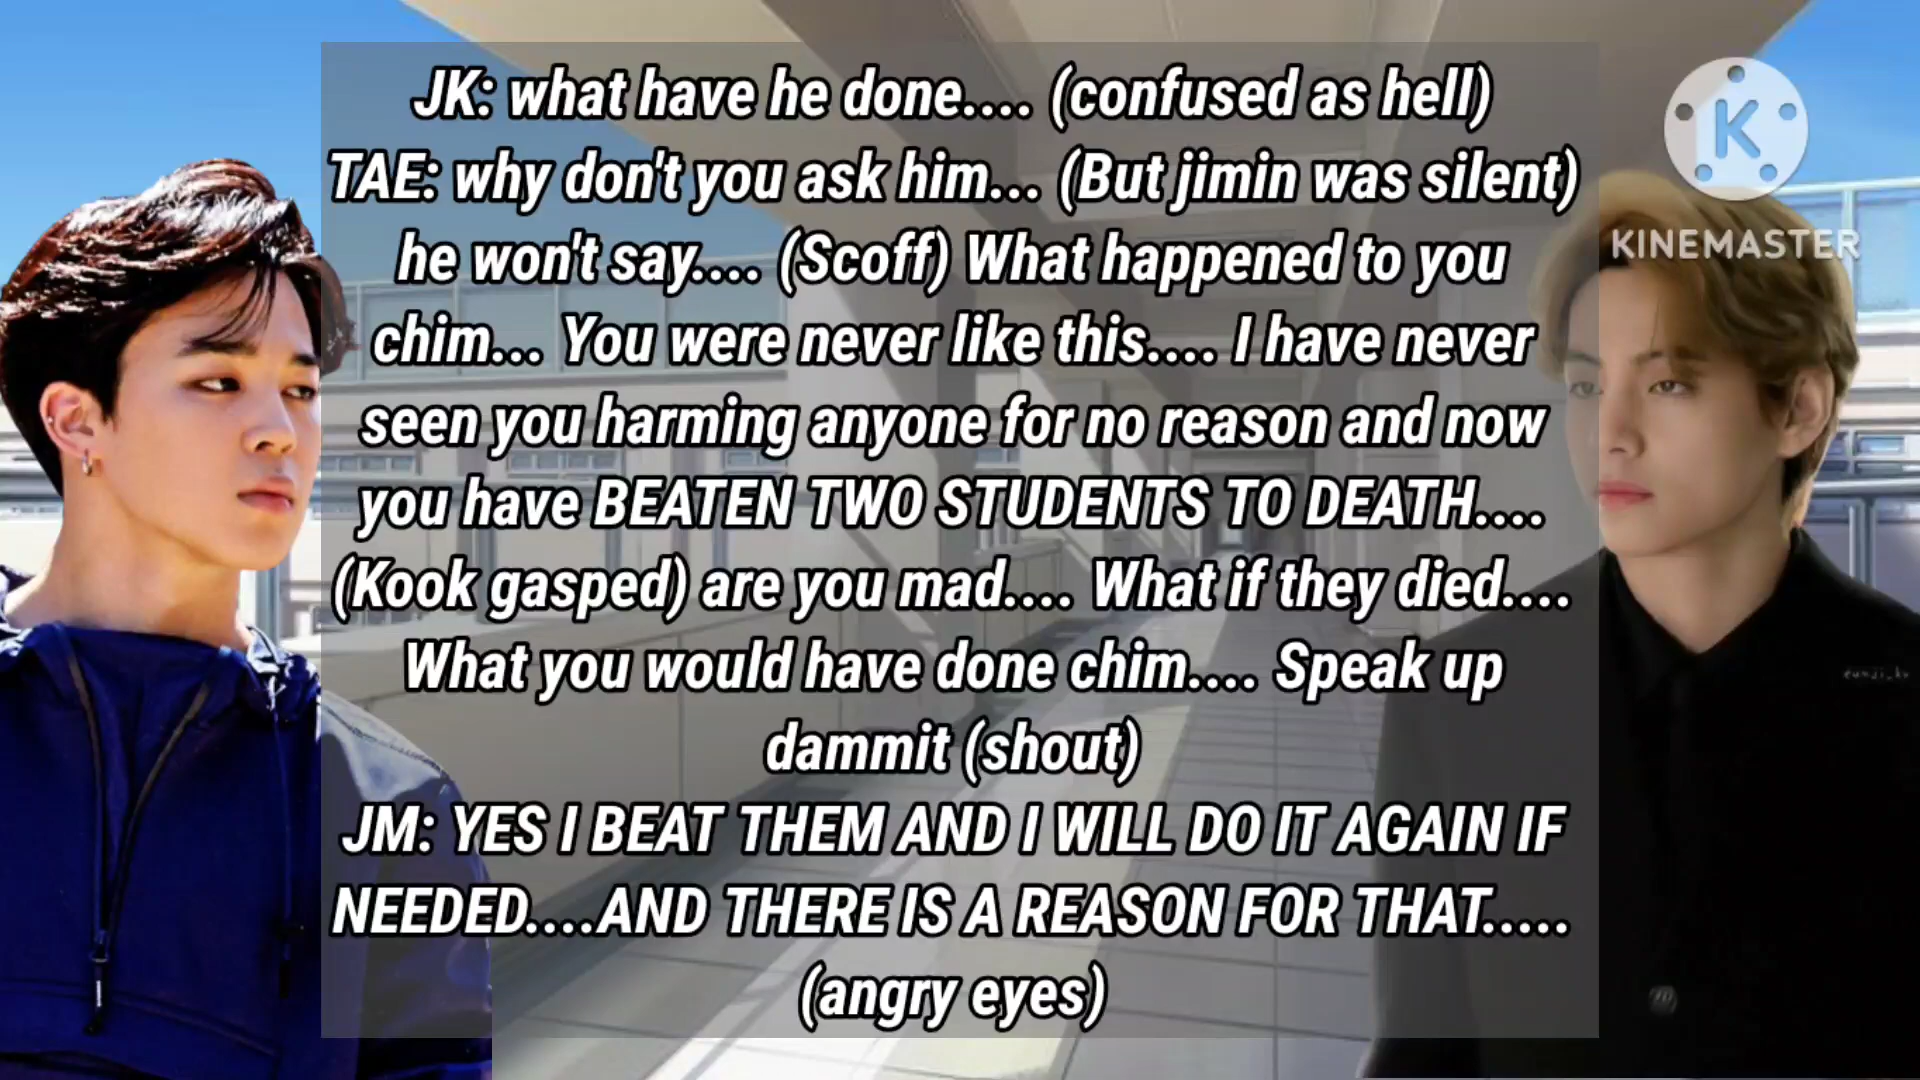 JK: what have he done.... (confused as hell)
TAE: why don't you ask him... (But jimin was silent)
he won't say.... (Scoff) What happened to you
chim... You were never like this.... I have never
seen you harming anyone for no reason and now
you have BEATEN TWO STUDENTS TO DEATH....
(Kook gasped) are you mad.... What if they died....
What you would have done chim.... Speak up
dammit (shout)
JM: YES I BEAT THEM AND I WILL DO IT AGAIN IF
NEEDED....AND THERE IS A REASON FOR THAT.....
(angry eyes)
K
KINEMASTER